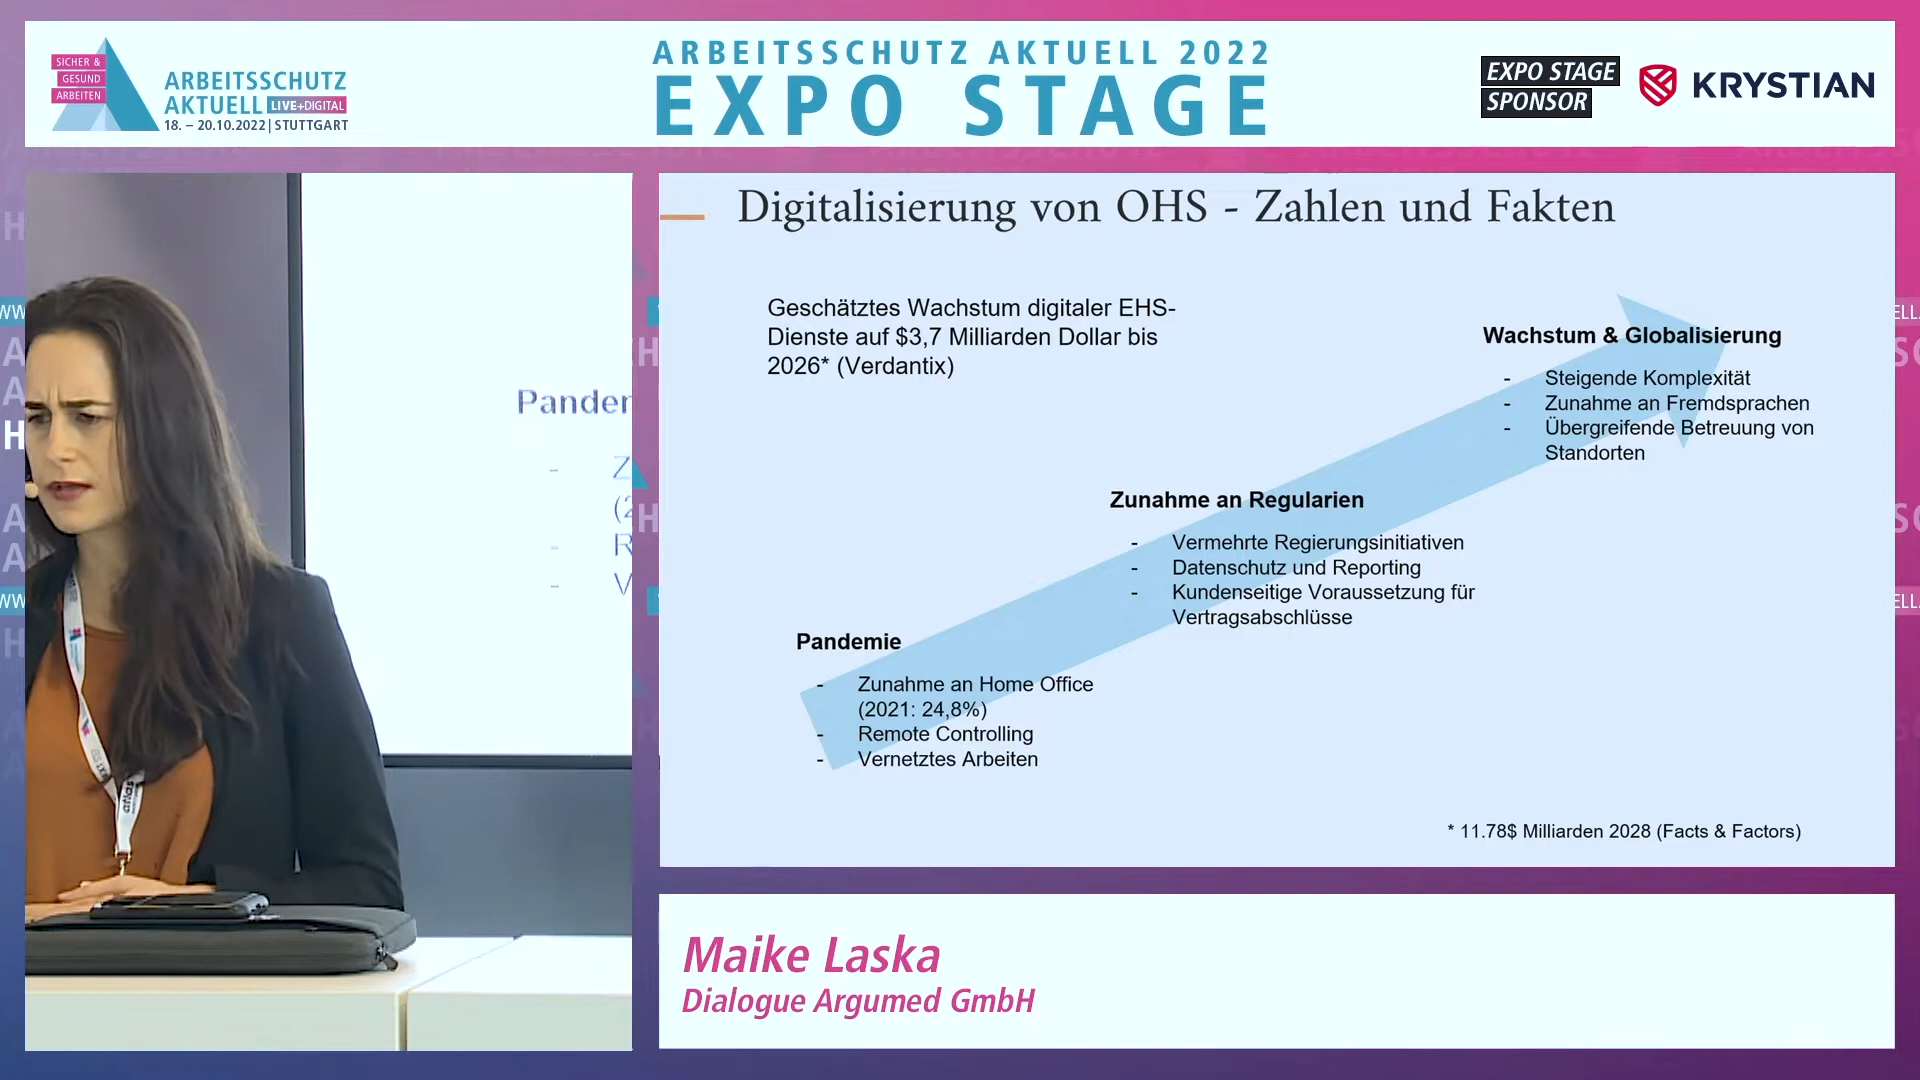 SICHER &
GESUND
ARBEITEN
ARBEITSSCHUTZ
AKTUELL LIVE+DIGITAL
18. – 20.10.2022 | STUTTGART
ARBEITSSCHUTZ AKTUELL 2022
EXPO STAGE
EXPO STAGE
SPONSOR
KRYSTIAN
Pander
- Z
(2
- R
- V
atlas
Digitalisierung von OHS - Zahlen und Fakten
Geschätztes Wachstum digitaler EHS-
Dienste auf $3,7 Milliarden Dollar bis
2026* (Verdantix)
Wachstum & Globalisierung
- Steigende Komplexität
- Zunahme an Fremdsprachen
- Übergreifende Betreuung von
Standorten
Zunahme an Regularien
- Vermehrte Regierungsinitiativen
- Datenschutz und Reporting
- Kundenseitige Voraussetzung für
Vertragsabschlüsse
Pandemie
- Zunahme an Home Office
(2021: 24,8%)
- Remote Controlling
- Vernetztes Arbeiten
* 11.78$ Milliarden 2028 (Facts & Factors)
Maike Laska
Dialogue Argumed GmbH